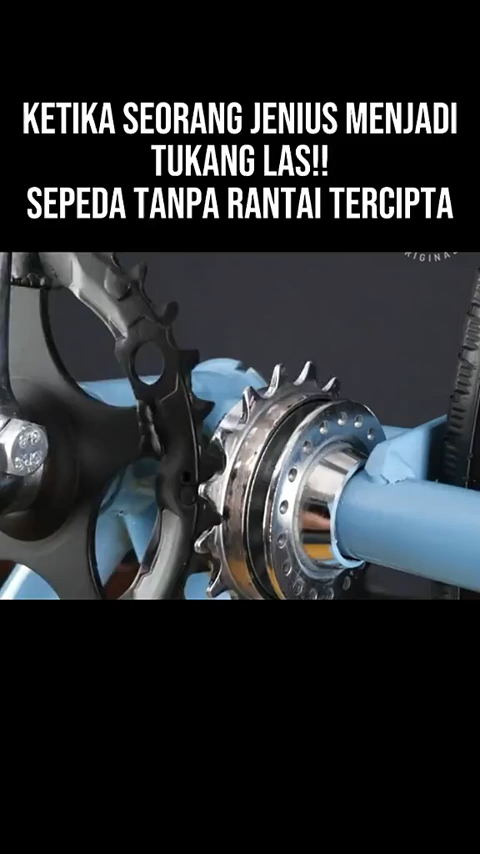 KETIKA SEORANG JENIUS MENJADI
TUKANG LAS!!
SEPEDA TANPA RANTAI TERCIPTA